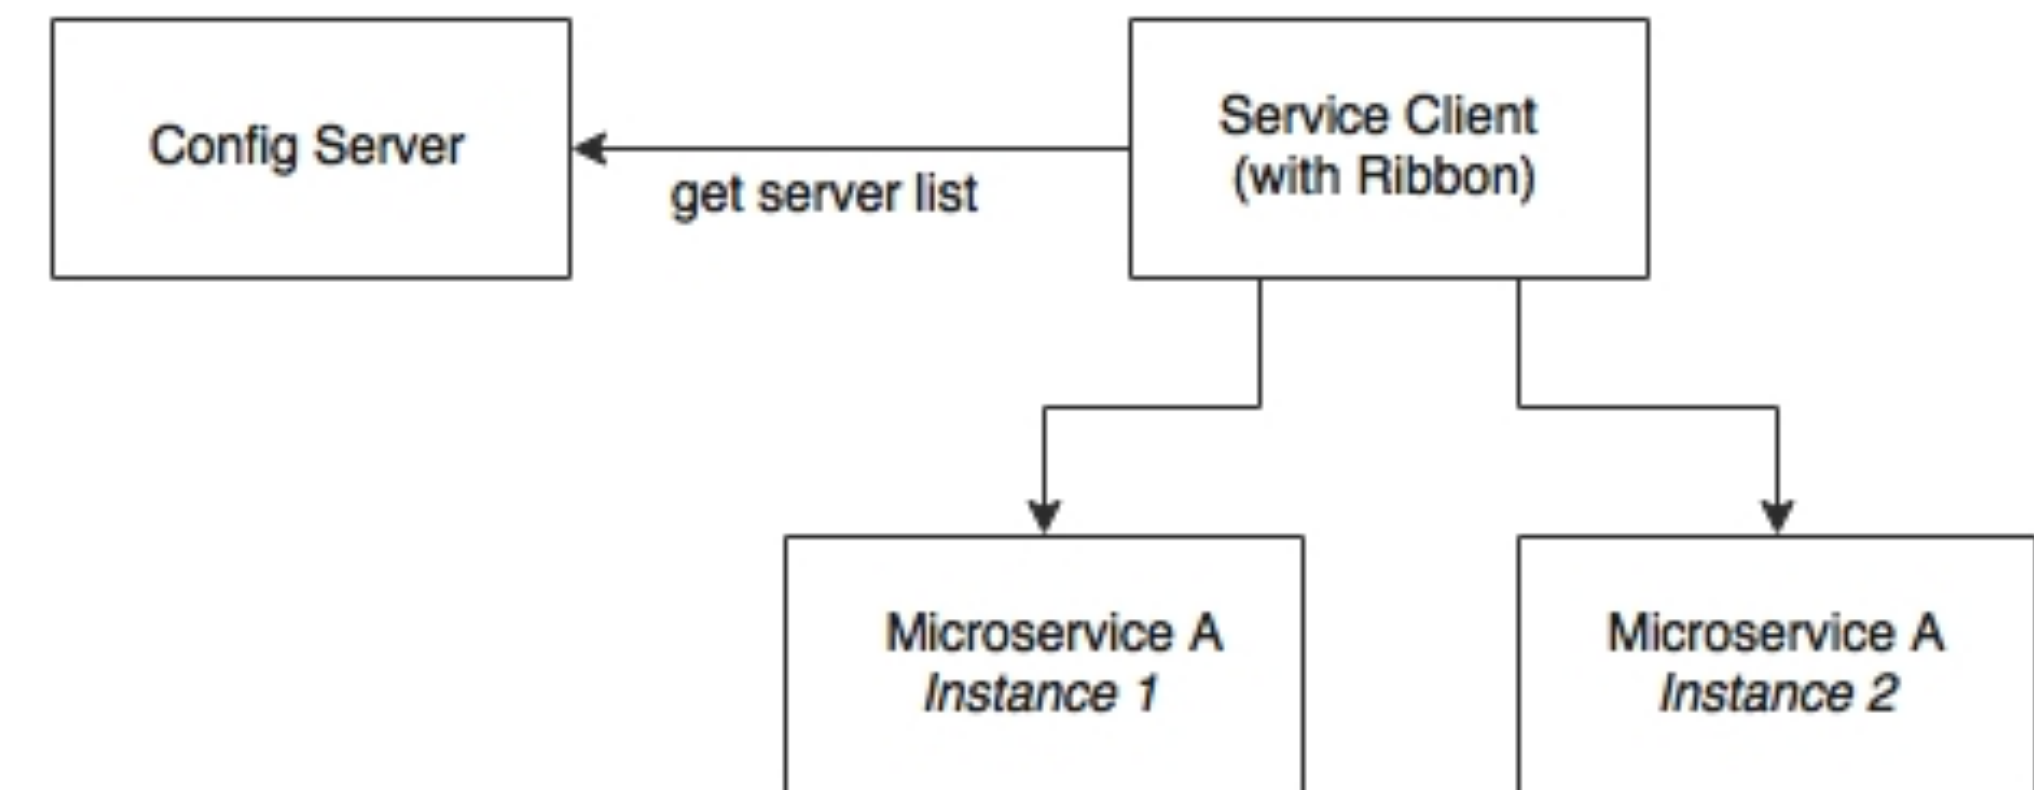 Config Server
get server list
Service Client
(with Ribbon)
Microservice A
Instance 1
Microservice A
Instance 2